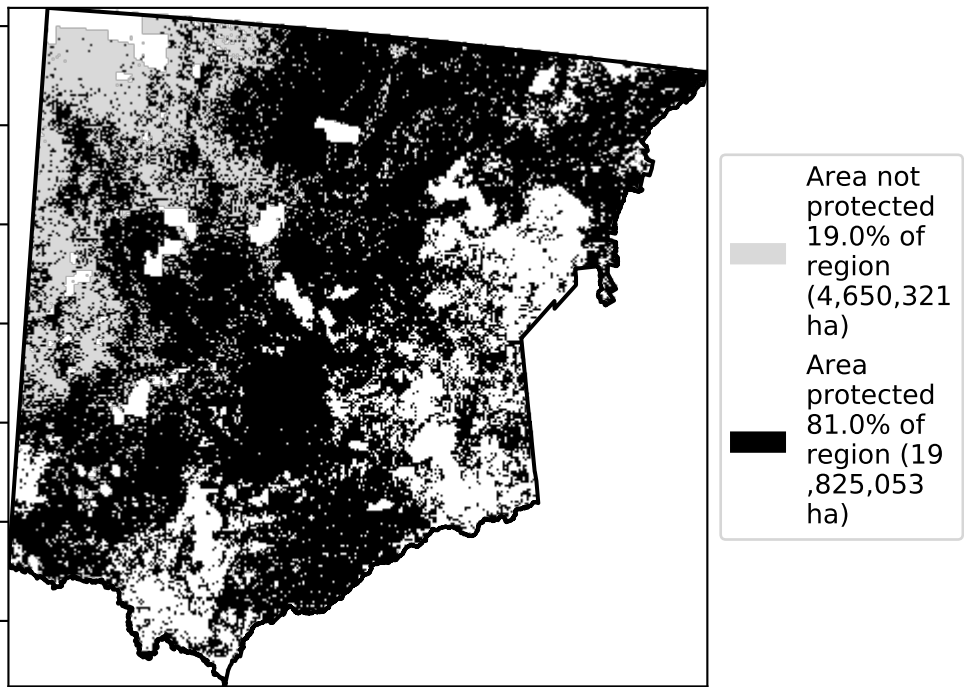 Area not
protected
19.0% of
region
(4,650,321
ha)
Area
protected
81.0% of
region (19
,825,053
ha)